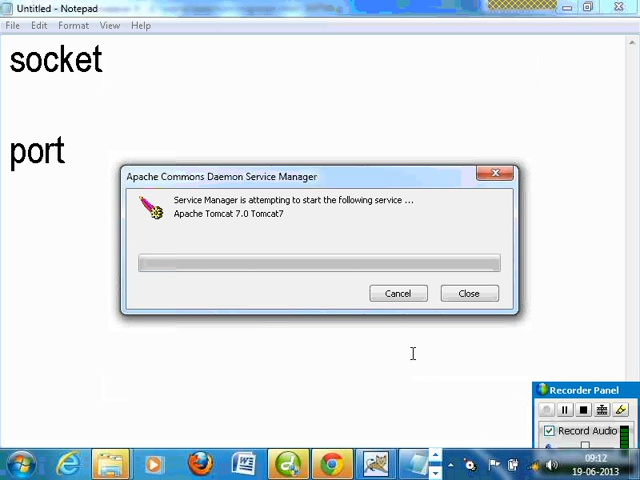 Untitled - Notepad
File Edit Format View Help
socket
port
Apache Commons Daemon Service Manager
Service Manager is attempting to start the following service ...
Apache Tomcat 7.0 Tomcat7
Cancel Close
Recorder Panel
Record Audio
09:12
19-06-2013